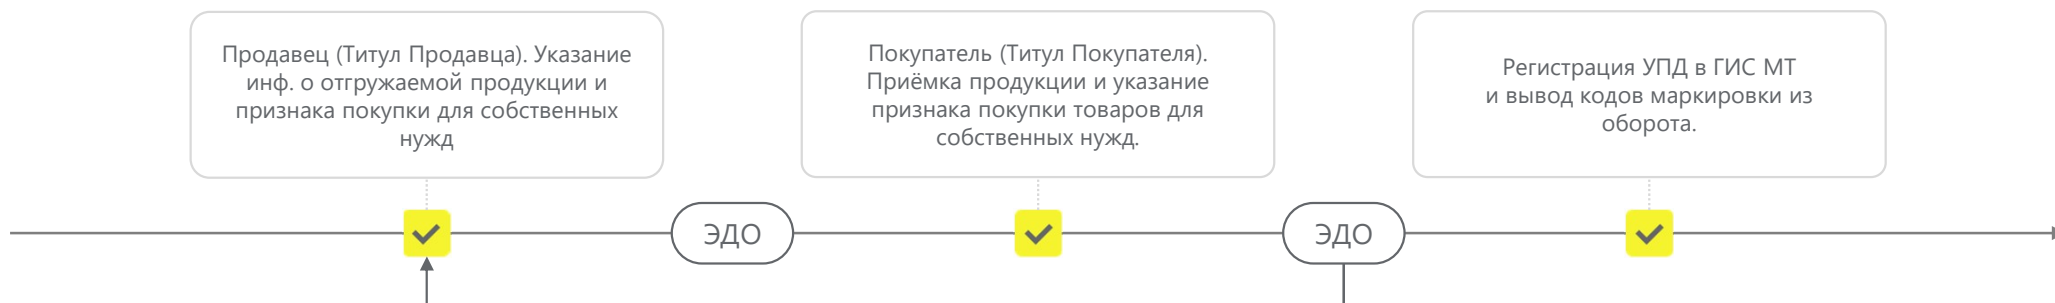 Продавец (Титул Продавца). Указание
инф. о отгружаемой продукции и
признака покупки для собственных
нужд
Покупатель (Титул Покупателя).
Приёмка продукции и указание
признака покупки товаров для
собственных нужд.
Регистрация УПД в ГИС МТ
и вывод кодов маркировки из
оборота.
ЭДО
ЭДО